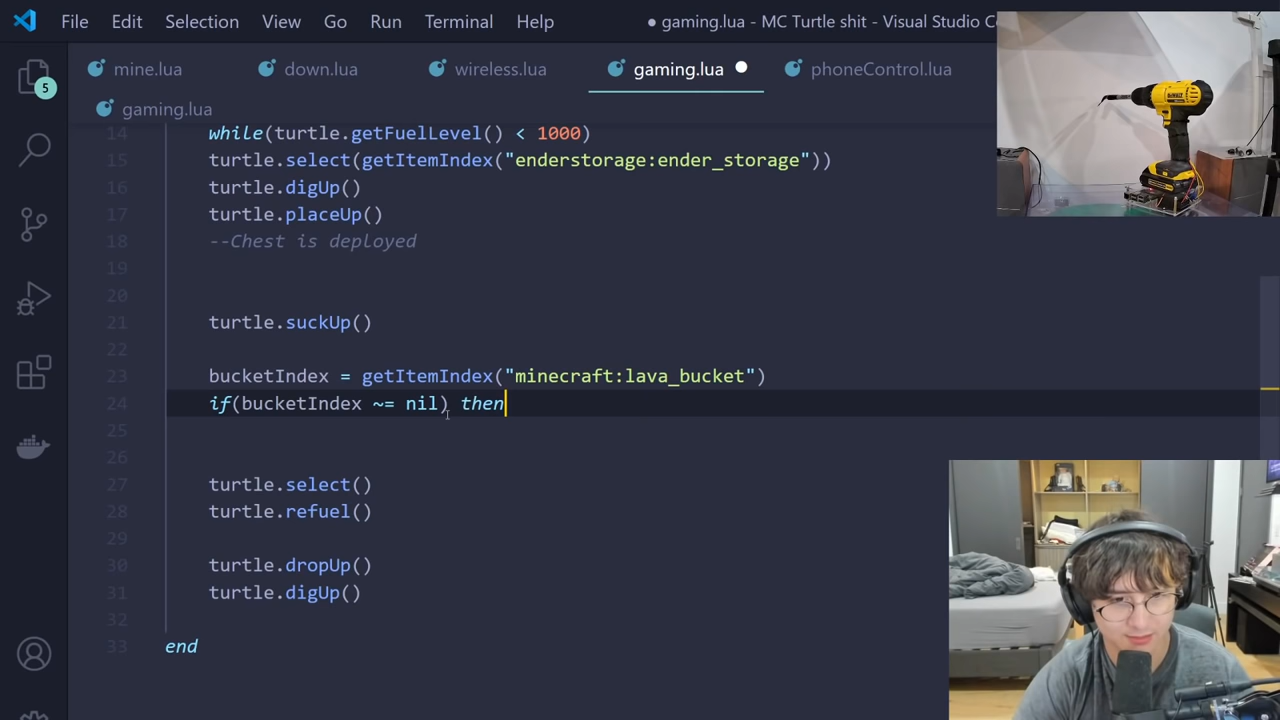 File Edit Selection View Go Run Terminal Help ● gaming.lua - MC Turtle shit - Visual Studio
mine.lua down.lua wireless.lua gaming.lua phoneControl.lua
5
gaming.lua
14 while(turtle.getFuelLevel() < 1000)
15 turtle.select(getItemIndex("enderstorage:ender_storage"))
16 turtle.digUp()
17 turtle.placeUp()
18 --Chest is deployed
19
20
21 turtle.suckUp()
22
23 bucketIndex = getItemIndex("minecraft:lava_bucket")
24 if(bucketIndex ~= nil) then
25
26
27 turtle.select()
28 turtle.refuel()
29
30 turtle.dropUp()
31 turtle.digUp()
32
33 end
DEWALT